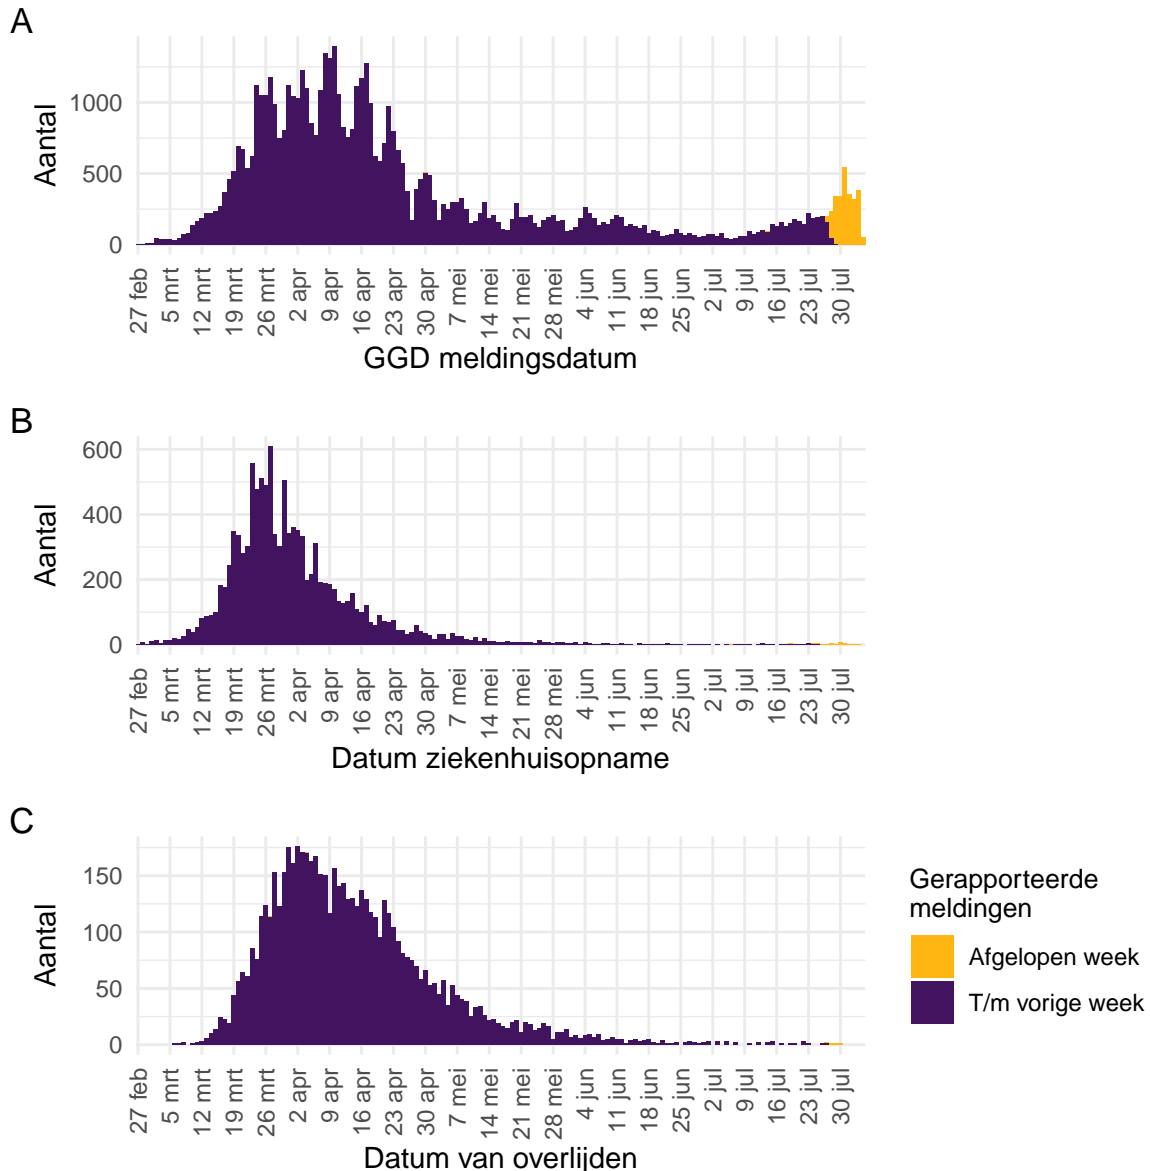 A
Aantal
1000
500
0
27 feb
5 mrt
12 mrt
19 mrt
26 mrt
2 apr
9 apr
16 apr
23 apr
30 apr
7 mei
14 mei
21 mei
28 mei
4 jun
11 jun
18 jun
25 jun
2 jul
9 jul
16 jul
23 jul
30 jul
GGD meldingsdatum
B
Aantal
600
400
200
0
27 feb
5 mrt
12 mrt
19 mrt
26 mrt
2 apr
9 apr
16 apr
23 apr
30 apr
7 mei
14 mei
21 mei
28 mei
4 jun
11 jun
18 jun
25 jun
2 jul
9 jul
16 jul
23 jul
30 jul
Datum ziekenhuisopname
C
Aantal
150
100
50
0
27 feb
5 mrt
12 mrt
19 mrt
26 mrt
2 apr
9 apr
16 apr
23 apr
30 apr
7 mei
14 mei
21 mei
28 mei
4 jun
11 jun
18 jun
25 jun
2 jul
9 jul
16 jul
23 jul
30 jul
Datum van overlijden
Gerapporteerde
meldingen
Afgelopen week
T/m vorige week